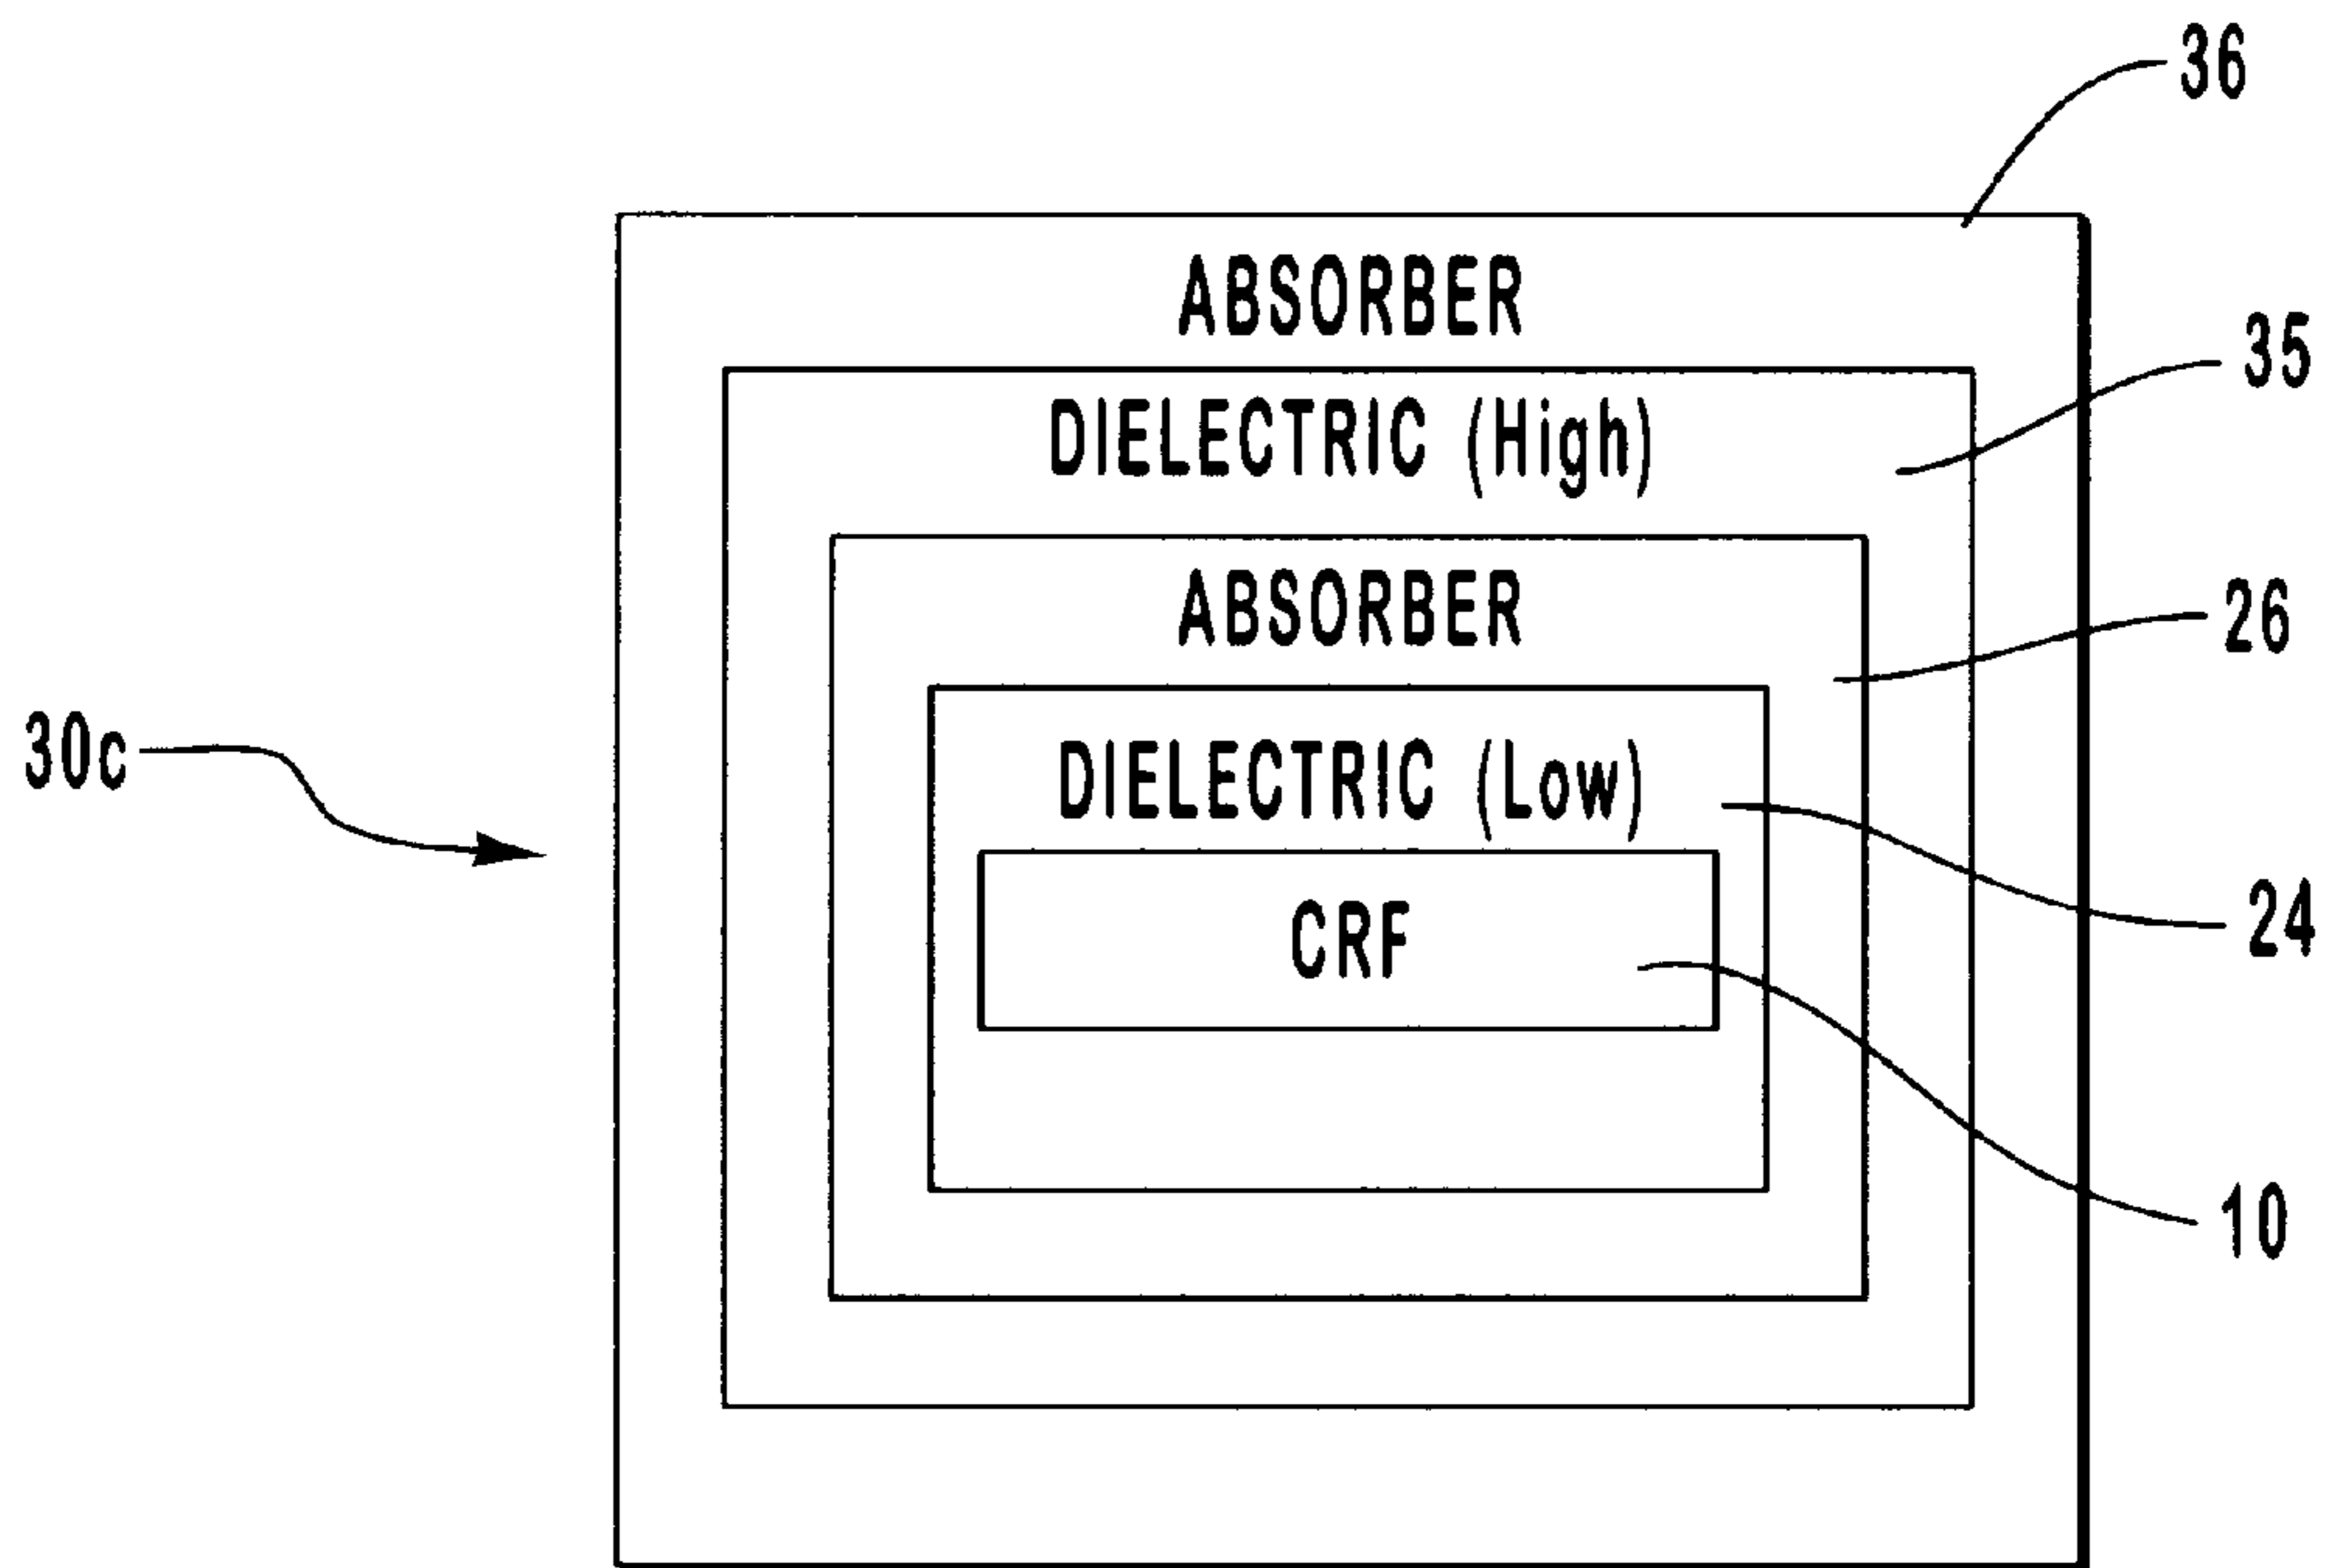 36
ABSORBER
35
DIELECTRIC (High)
ABSORBER
26
30c
DIELECTRIC (Low)
24
CRF
10